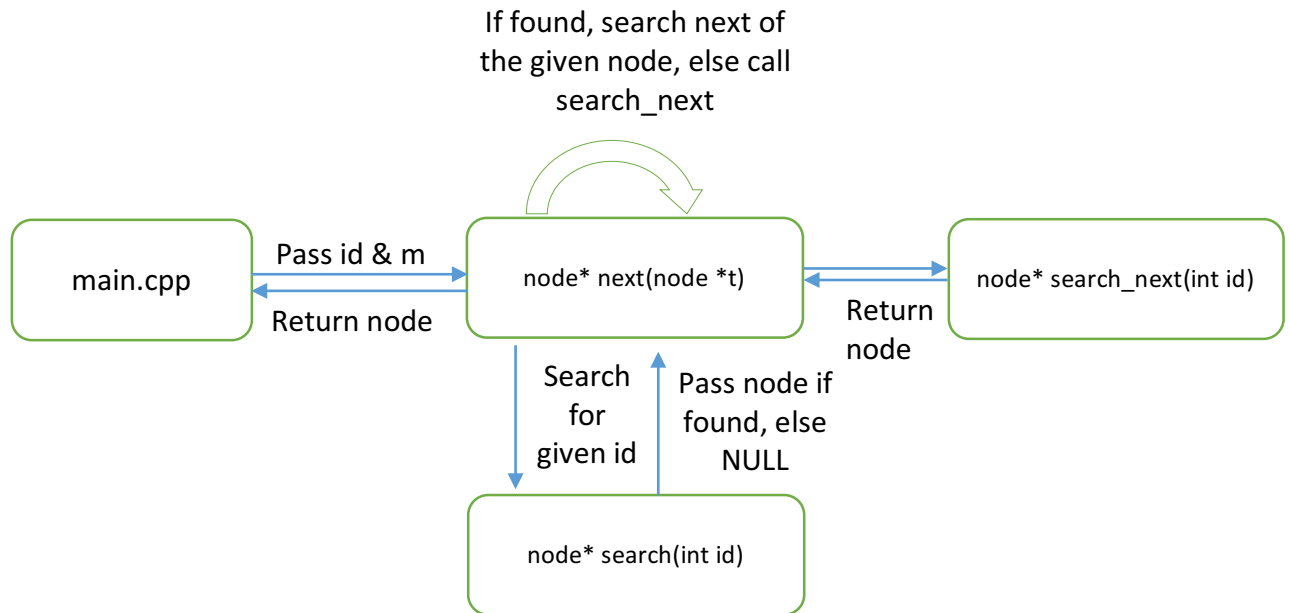 If found, search next of
the given node, else call
search_next
main.cpp
Pass id & m
Return node
node* next(node *t)
Return
node
node* search_next(int id)
Search
for
given id
Pass node if
found, else
NULL
node* search(int id)